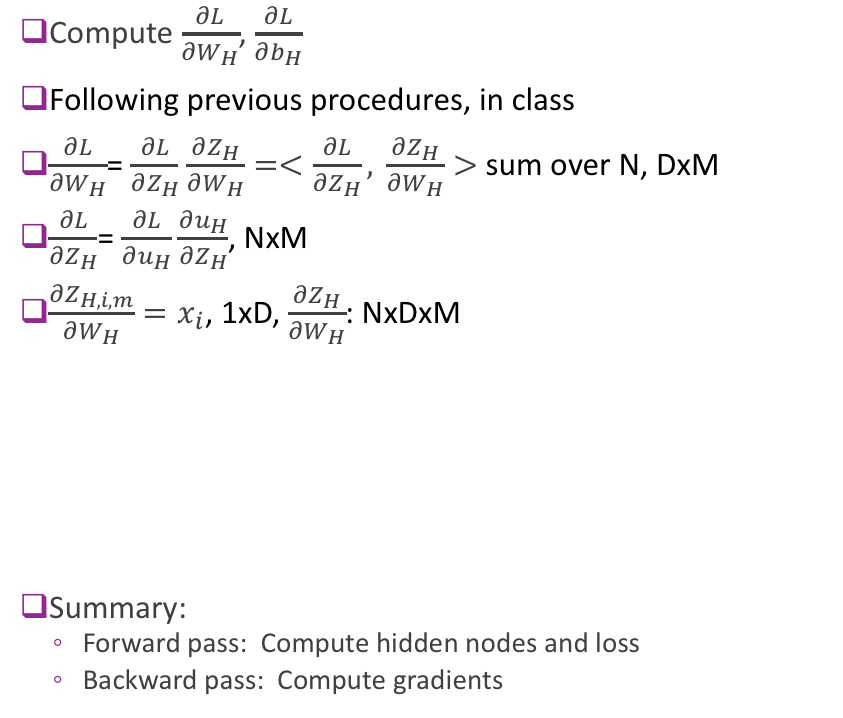 ❑Compute ∂L/∂W_H, ∂L/∂b_H
❑Following previous procedures, in class
❑∂L/∂W_H = ∂L/∂Z_H ∂Z_H/∂W_H =< ∂L/∂Z_H, ∂Z_H/∂W_H > sum over N, DxM
❑∂L/∂Z_H = ∂L/∂u_H ∂u_H/∂Z_H, NxM
❑∂Z_{H,i,m}/∂W_H = x_i, 1xD, ∂Z_H/∂W_H: NxDxM
❑Summary:
◦ Forward pass: Compute hidden nodes and loss
◦ Backward pass: Compute gradients